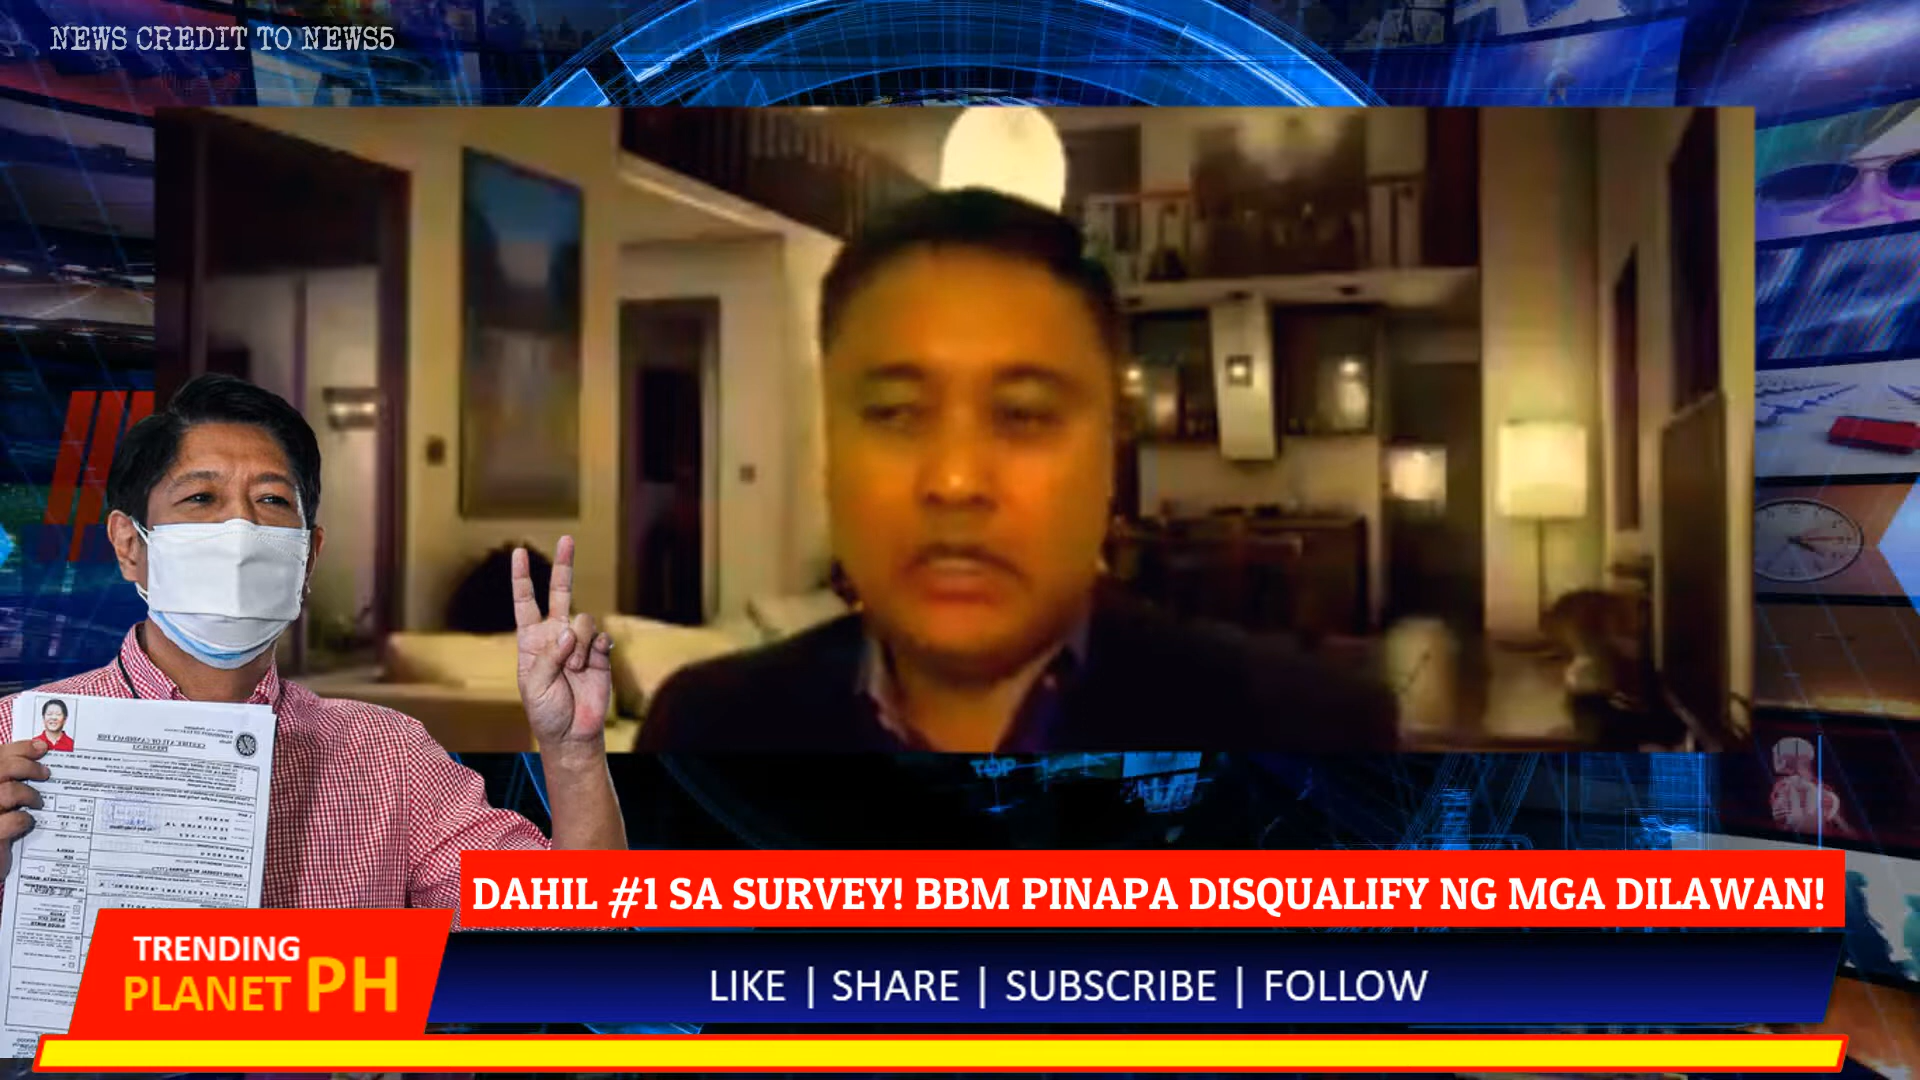 NEWS CREDIT TO NEWS5
TOP
DAHIL #1 SA SURVEY! BBM PINAPA DISQUALIFY NG MGA DILAWAN!
TRENDING
PLANET PH
LIKE | SHARE | SUBSCRIBE | FOLLOW